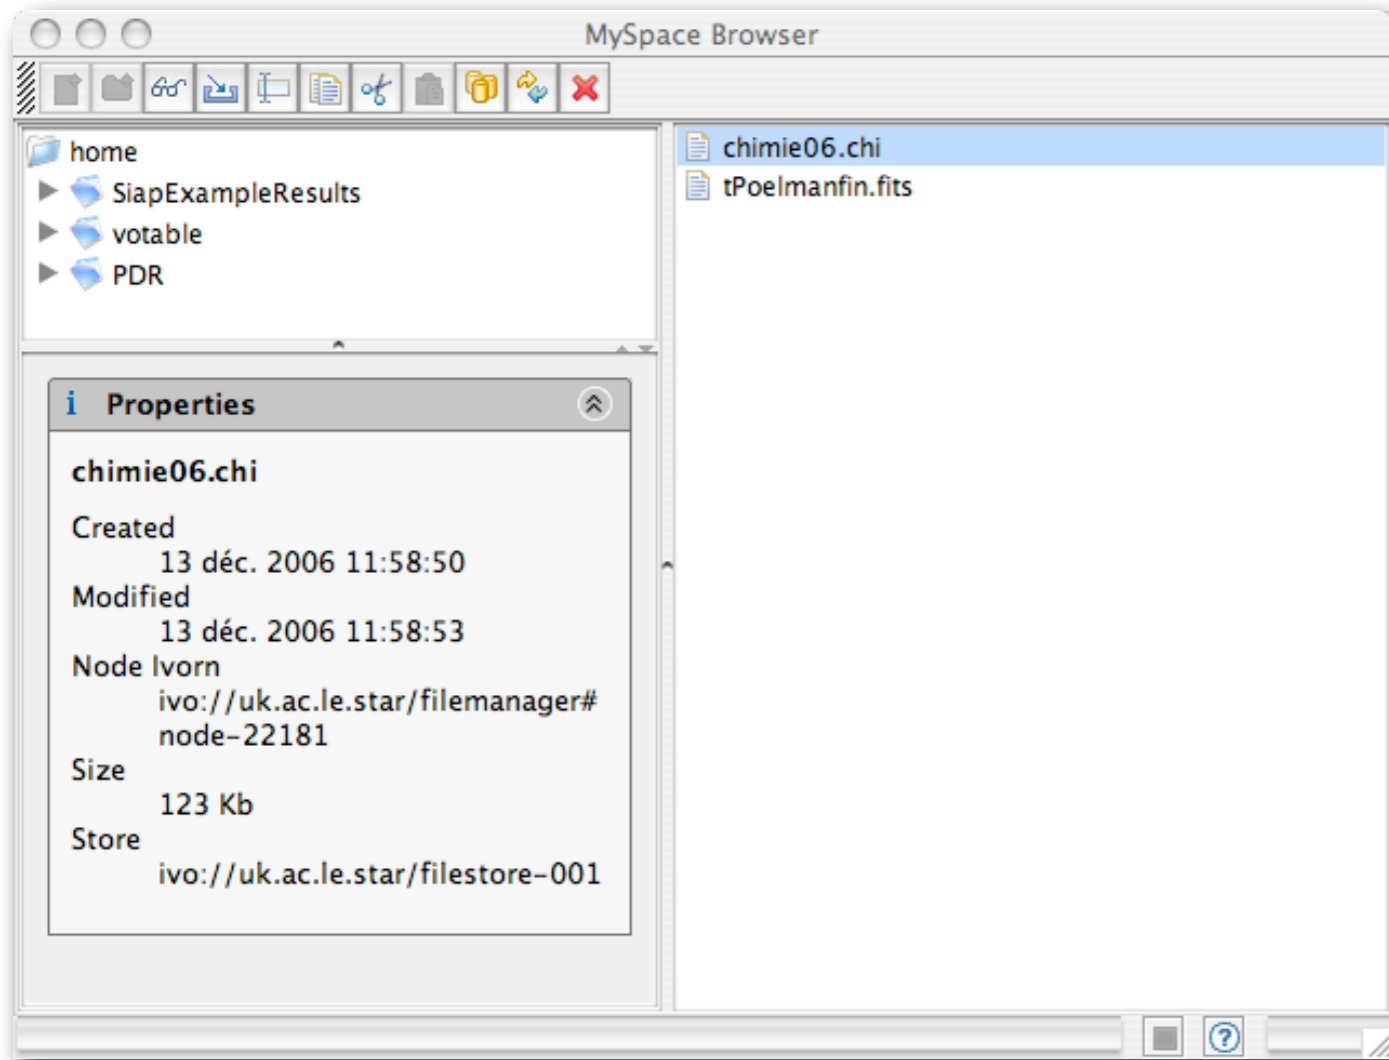 MySpace Browser
home
SiapExampleResults
votable
PDR
chimie06.chi
tPoelmanfin.fits
i Properties
chimie06.chi
Created
13 déc. 2006 11:58:50
Modified
13 déc. 2006 11:58:53
Node Ivorn
ivo://uk.ac.le.star/filemanager#
node-22181
Size
123 Kb
Store
ivo://uk.ac.le.star/filestore-001
?